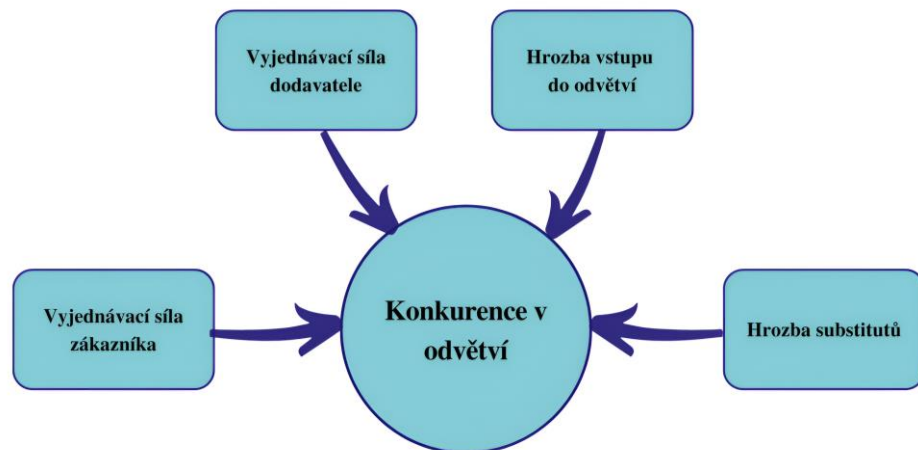 Vyjednávací síla
dodavatele
Hrozba vstupu
do odvětví
Vyjednávací síla
zákazníka
Konkurence v
odvětví
Hrozba substitutů